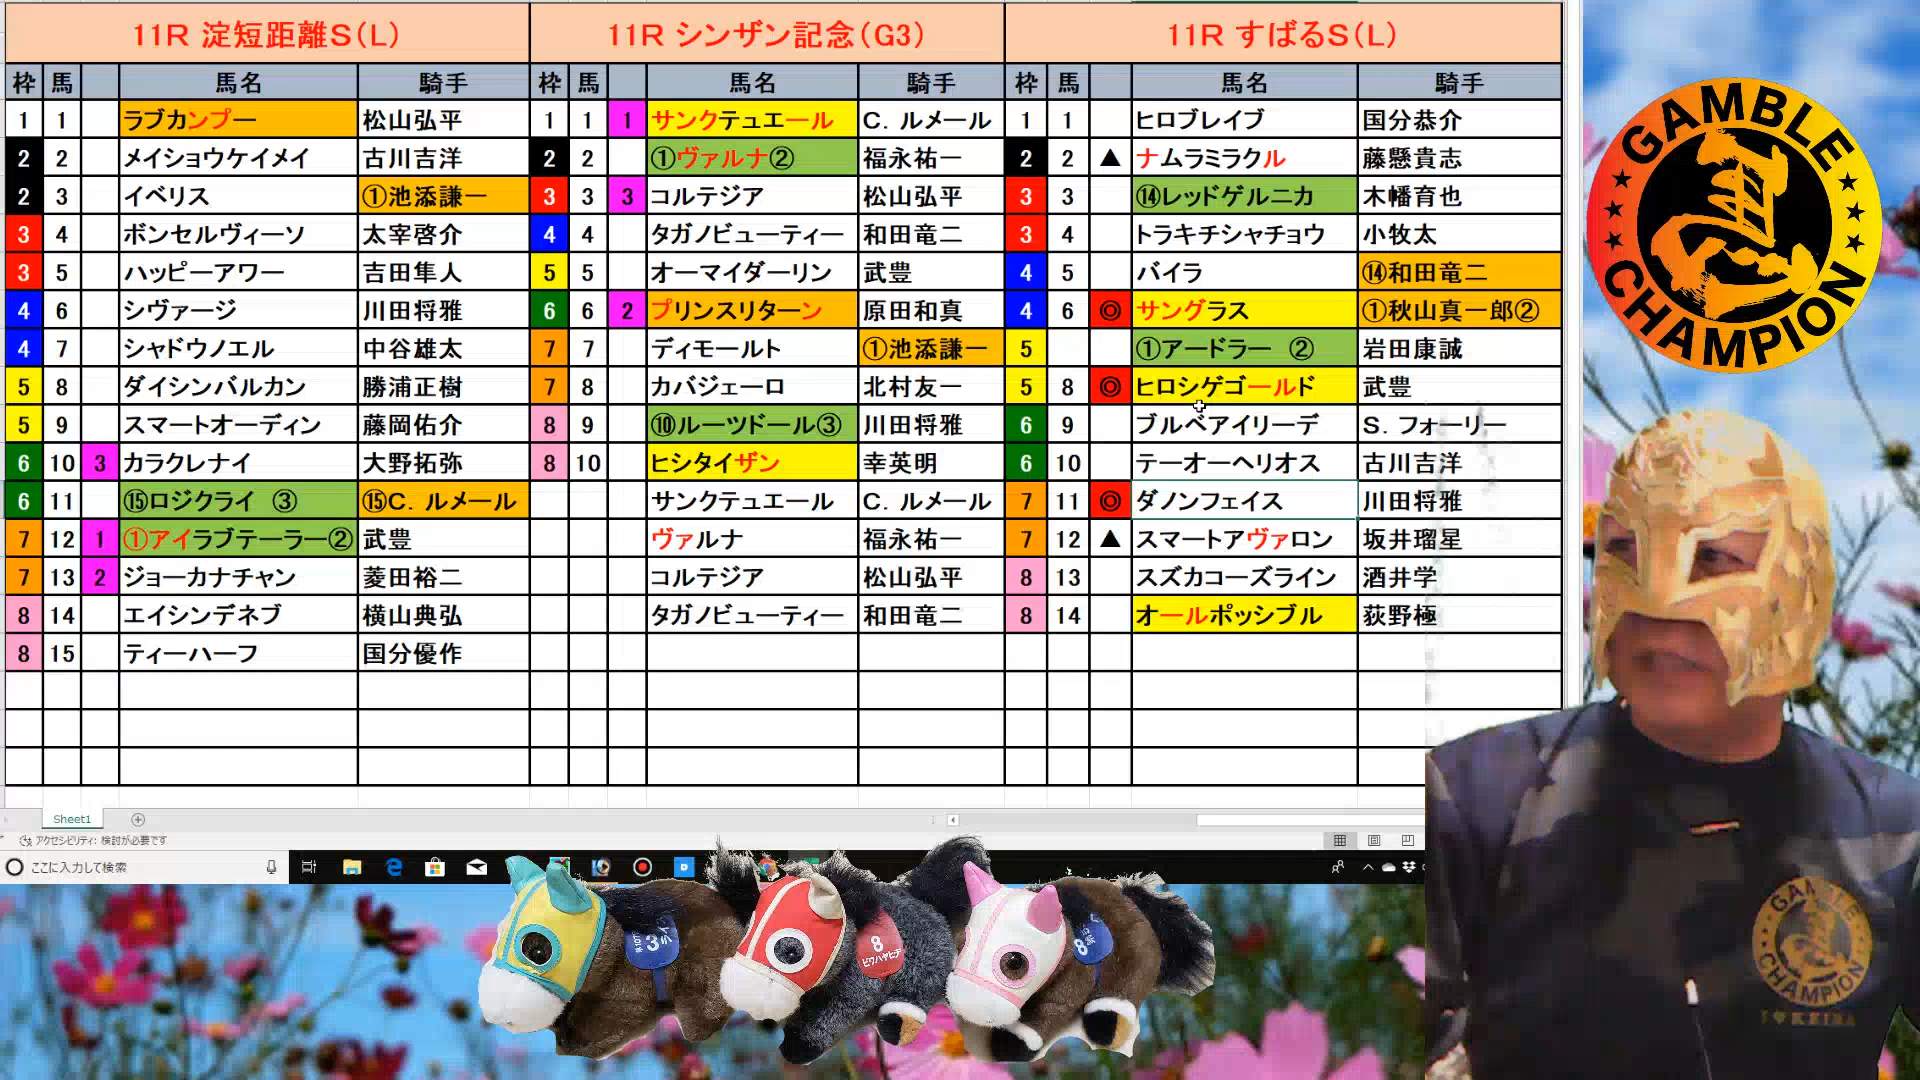 11R 淀短距離S(L) 11R シンザン記念(G3) 11R すばるS(L)
枠 馬 馬名 騎手 枠 馬 馬名 騎手 枠 馬 馬名 騎手
1 1 ラブカンプー 松山弘平 1 1 1 サンクテュエール C. ルメール 1 1 ヒロブレイブ 国分恭介
2 2 メイショウケイメイ 古川吉洋 2 2 ①ヴァルナ② 福永祐一 2 2 ▲ ナムラミラクル 藤懸貴志
2 3 イベリス ①池添謙一 3 3 3 コルテジア 松山弘平 3 3 ⑭レッドゲルニカ 木幡育也
3 4 ボンセルヴィーソ 太宰啓介 4 4 タガノビューティー 和田竜二 3 4 トラキチシャチョウ 小牧太
3 5 ハッピーアワー 吉田隼人 5 5 オーマイダーリン 武豊 4 5 バイラ ⑭和田竜二
4 6 シヴァージ 川田将雅 6 6 2 プリンスリターン 原田和真 4 6 ◎ サングラス ①秋山真一郎②
4 7 シャドウノエル 中谷雄太 7 7 ディモールト ①池添謙一 5 ①アードラー ② 岩田康誠
5 8 ダイシンバルカン 勝浦正樹 7 8 カバジェーロ 北村友一 5 8 ◎ ヒロシゲゴールド 武豊
5 9 スマートオーディン 藤岡佑介 8 9 ⑩ルーツドール③ 川田将雅 6 9 ブルベアイリーデ S. フォーリー
6 10 3 カラクレナイ 大野拓弥 8 10 ヒシタイザン 幸英明 6 10 テーオーヘリオス 古川吉洋
6 11 ⑮ロジクライ ③ ⑮C. ルメール サンクテュエール C. ルメール 7 11 ◎ ダノンフェイス 川田将雅
7 12 1 ①アイラブテーラー② 武豊 ヴァルナ 福永祐一 7 12 ▲ スマートアヴァロン 坂井瑠星
7 13 2 ジョーカナチャン 菱田裕二 コルテジア 松山弘平 8 13 スズカコーズライン 酒井学
8 14 エイシンデネブ 横山典弘 タガノビューティー 和田竜二 8 14 オールポッシブル 荻野極
8 15 ティーハーフ 国分優作
Sheet1
アクセシビリティ: 検討が必要です
ここに入力して検索
GAMBLE
CHAMPION
3
8
8
GAMBLE
CHAMPION